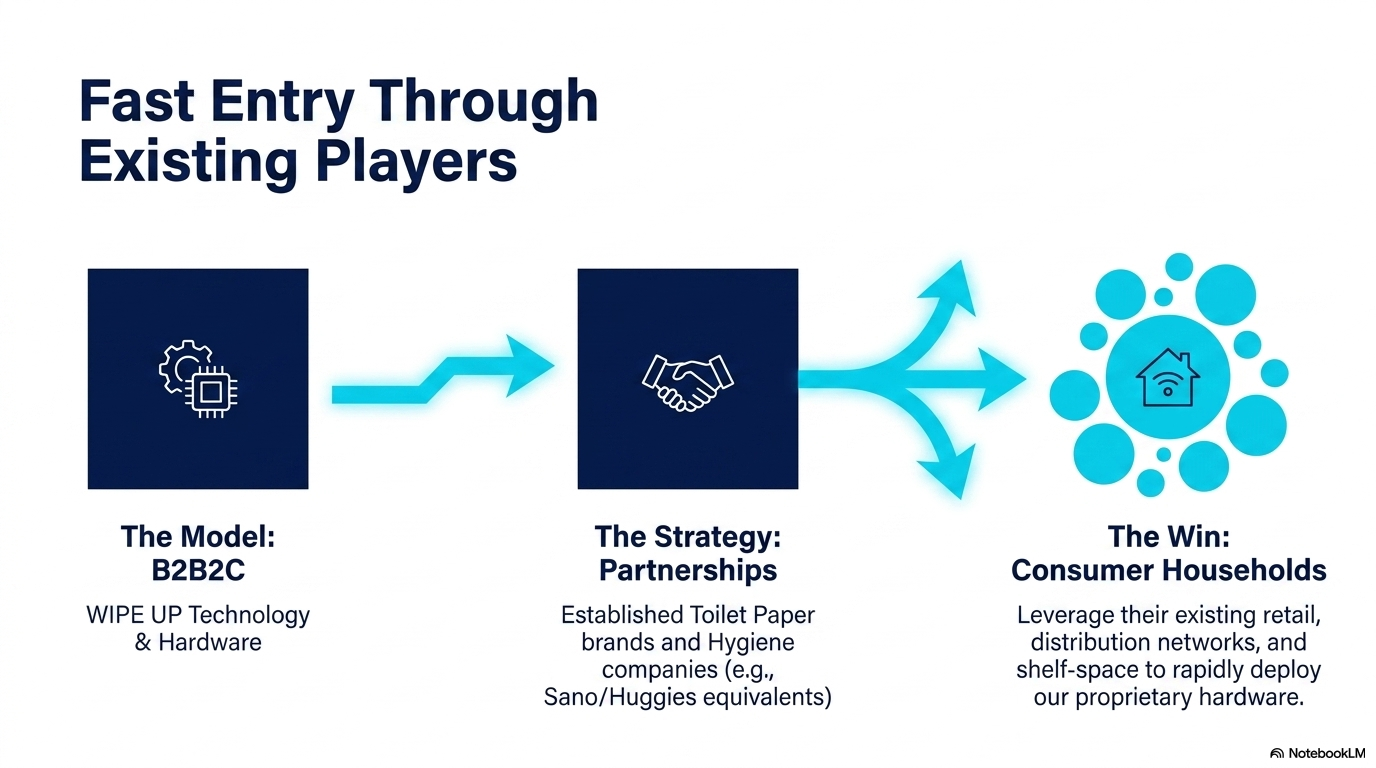 Fast Entry Through
Existing Players
The Model:
B2B2C
WIPE UP Technology
& Hardware
The Strategy:
Partnerships
Established Toilet Paper
brands and Hygiene
companies (e.g.,
Sano/Huggies equivalents)
The Win:
Consumer Households
Leverage their existing retail,
distribution networks, and
shelf-space to rapidly deploy
our proprietary hardware.
NotebookLM